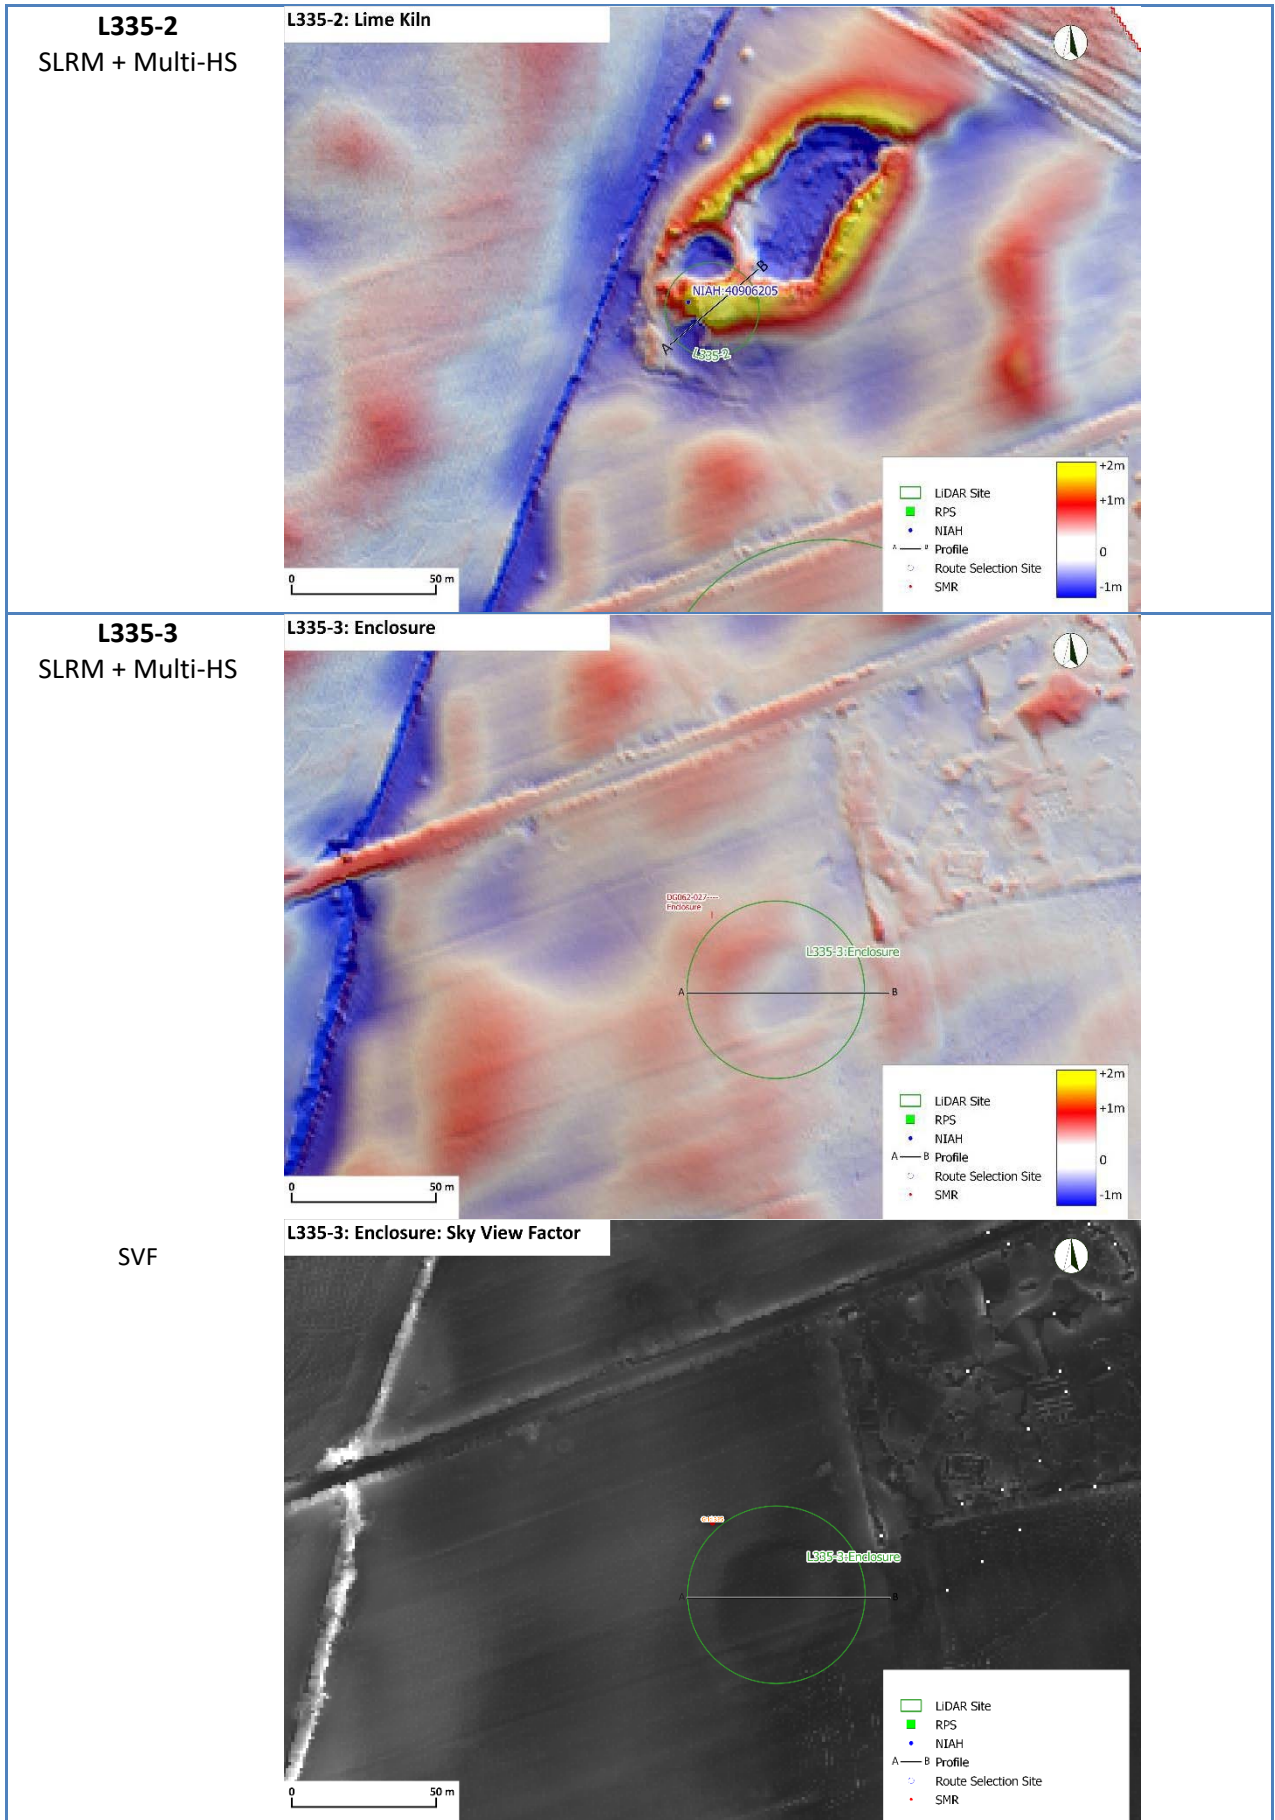 L335-2
SLRM + Multi-HS
L335-2: Lime Kiln
B
NIAH:40906205
A
L335-2
LiDAR Site
RPS
NIAH
A B Profile
Route Selection Site
SMR
+2m
+1m
0
-1m
0 50 m
L335-3
SLRM + Multi-HS
L335-3: Enclosure
DG062-027----
Enclosure
L335-3:Enclosure
A B
LiDAR Site
RPS
NIAH
A B Profile
Route Selection Site
SMR
+2m
+1m
0
-1m
0 50 m
SVF
L335-3: Enclosure: Sky View Factor
L335-3:Enclosure
A B
LiDAR Site
RPS
NIAH
A B Profile
Route Selection Site
SMR
0 50 m